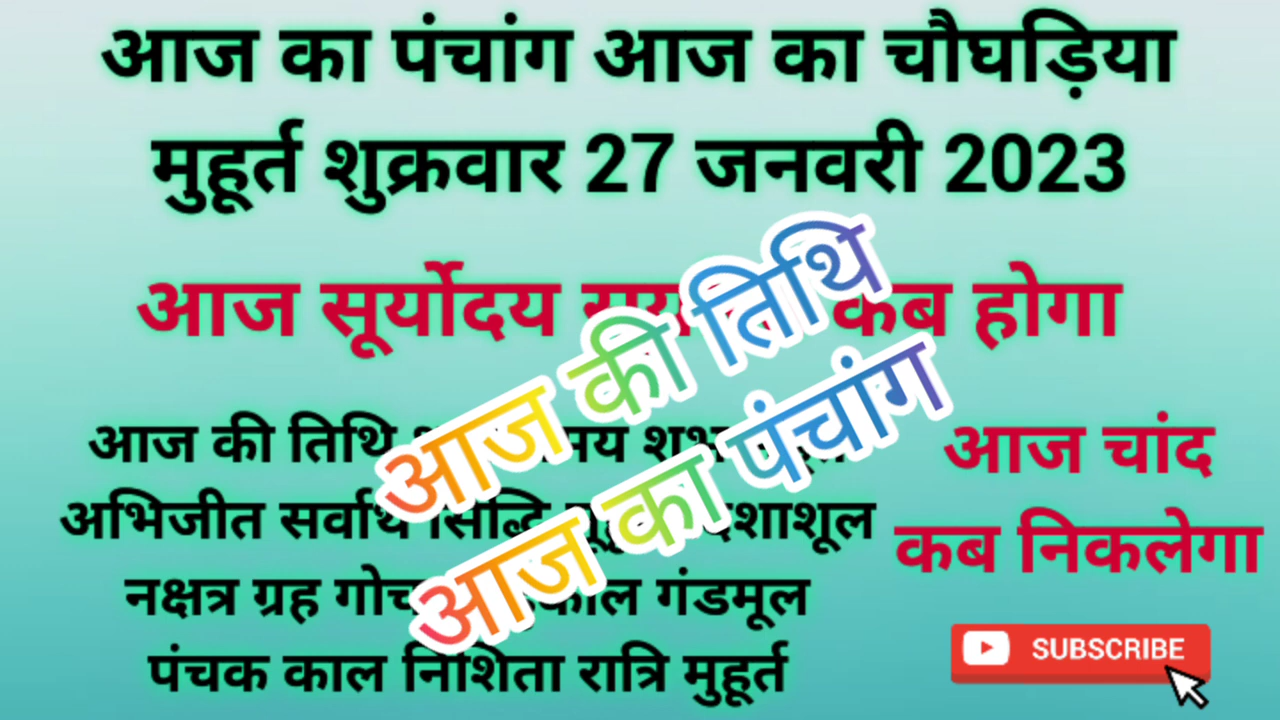 आज का पंचांग आज का चौघड़िया
मुहूर्त शुक्रवार 27 जनवरी 2023
आज सूर्योदय कब होगा
आज की तिथि
आज का पंचांग
आज की तिथि
अभिजीत सर्वार्थ सिद्धि
नक्षत्र ग्रह गंडमूल
पंचक काल निशिता रात्रि मुहूर्त
आज चांद
कब निकलेगा
SUBSCRIBE